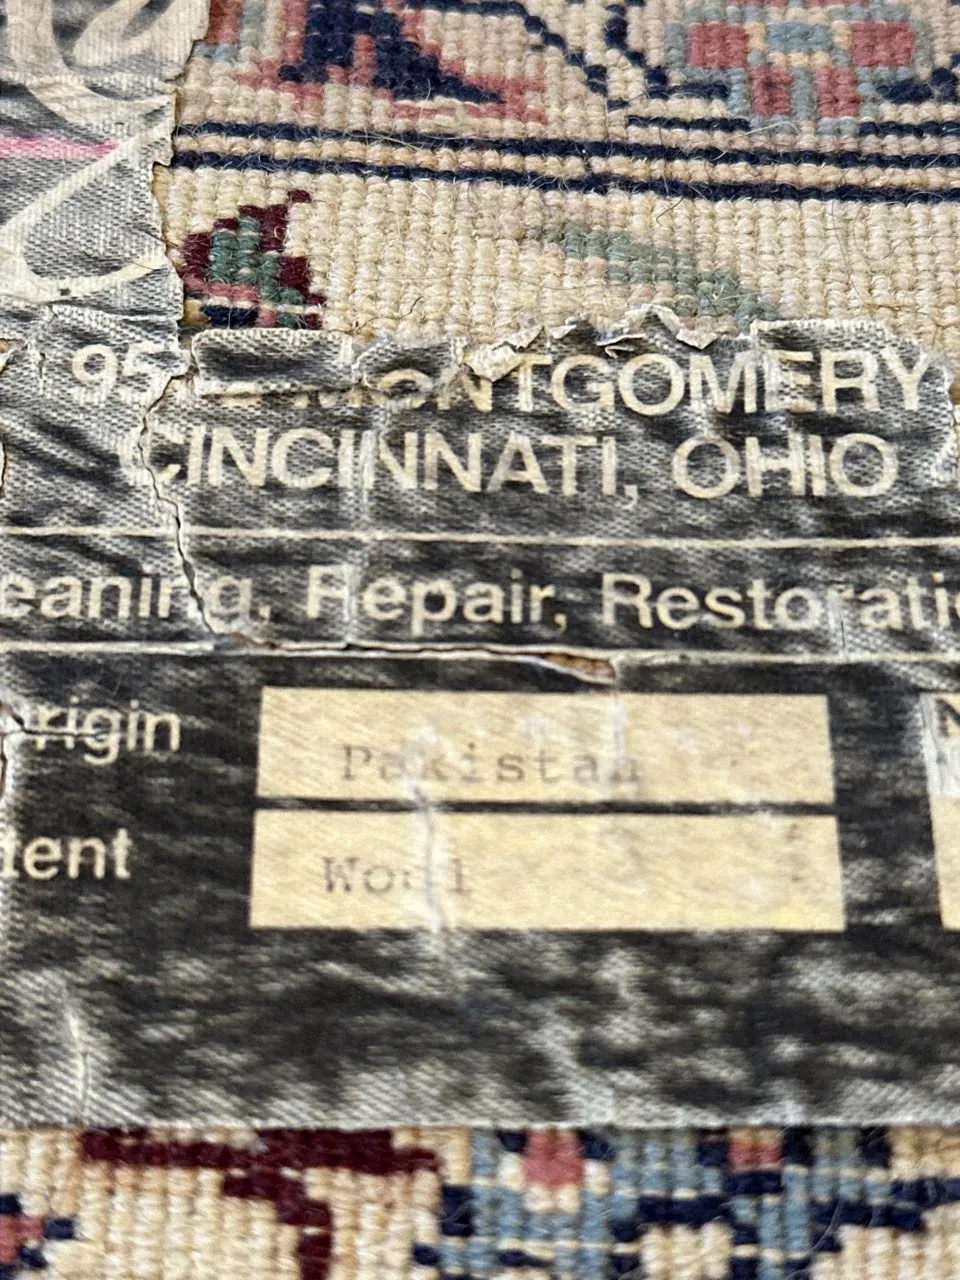 MONTGOMERY
CINCINNATI, OHIO
eaning, Repair, Restorati
rigin
Pakistan
tent
Wool